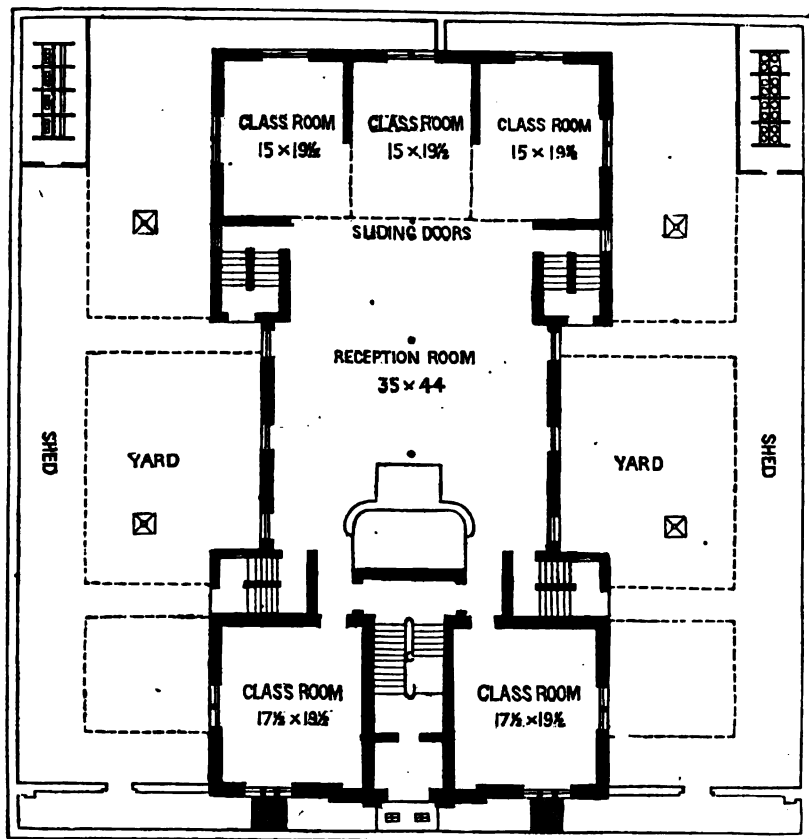 CLASS ROOM
15 × 19½
CLASS ROOM
15 × 19½
CLASS ROOM
15 × 19½
SLIDING DOORS
RECEPTION ROOM
35 × 44
SHED
YARD
YARD
SHED
CLASS ROOM
17½ × 19½
CLASS ROOM
17½ × 19½